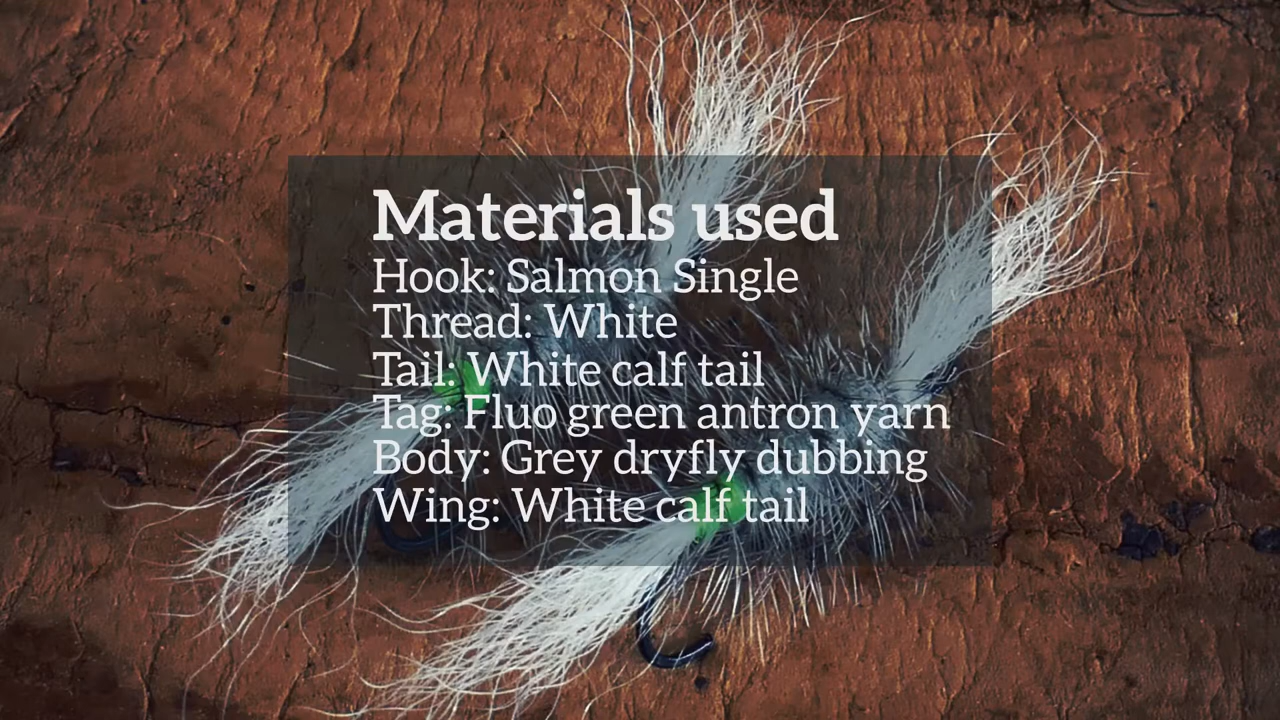 Materials used
Hook: Salmon Single
Thread: White
Tail: White calf tail
Tag: Fluo green antron yarn
Body: Grey dryfly dubbing
Wing: White calf tail